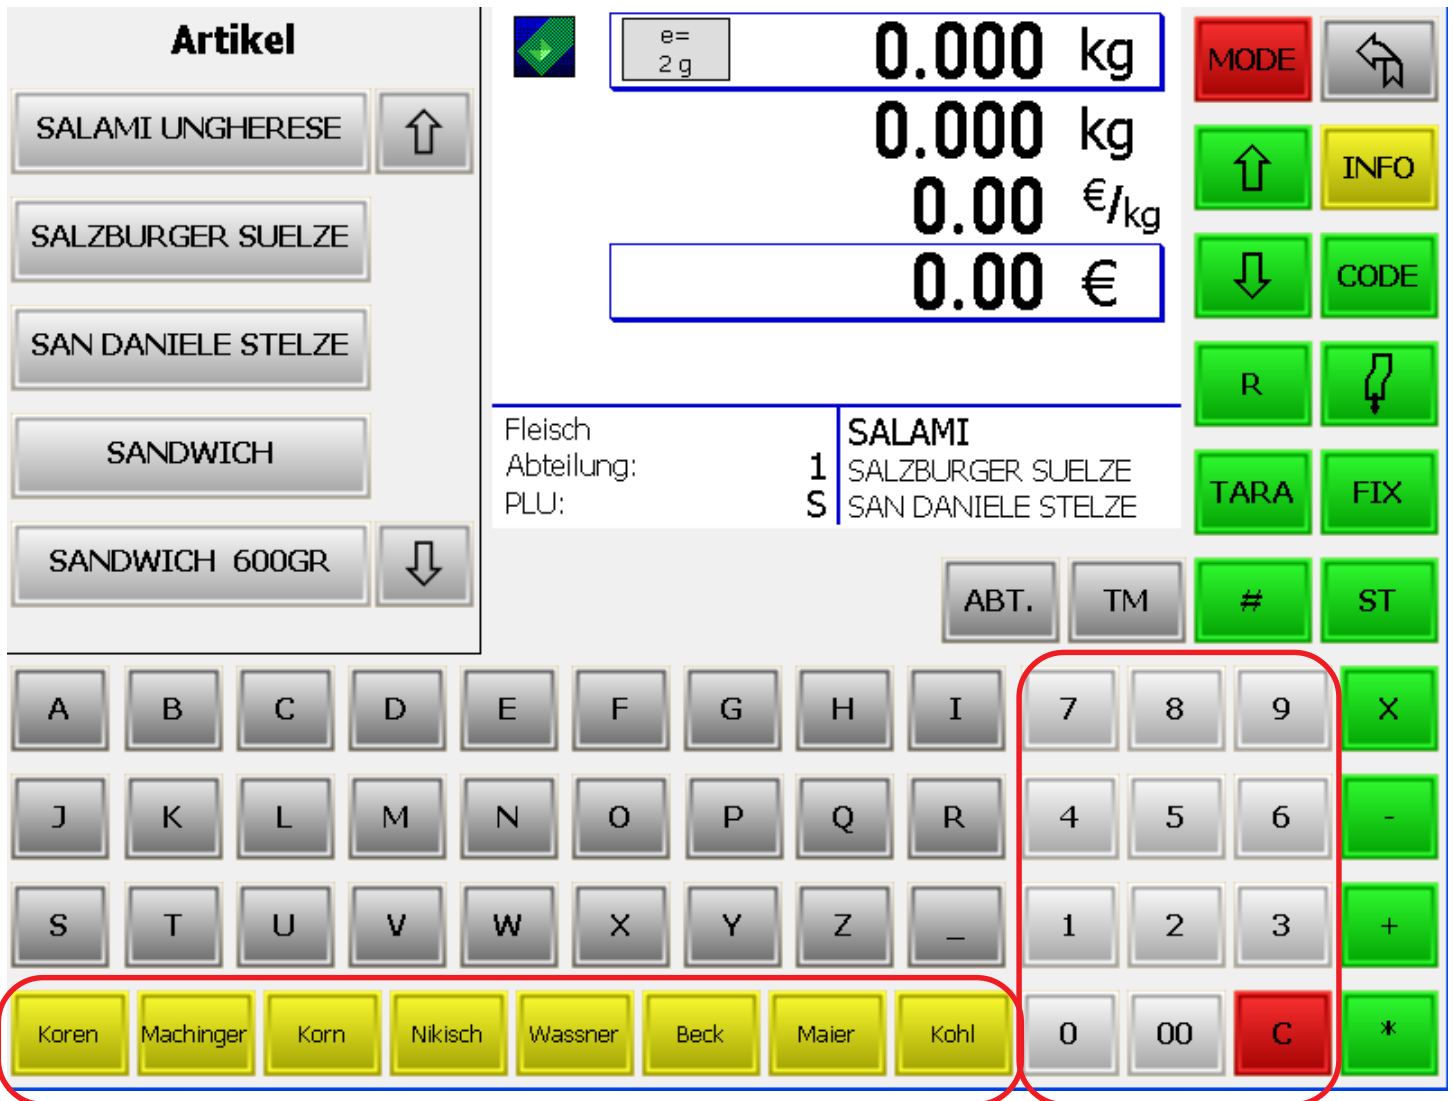 Artikel
SALAMI UNGHERESE
SALZBURGER SUELZE
SAN DANIELE STELZE
SANDWICH
SANDWICH 600GR
e=
2 g
0.000 kg
0.000 kg
0.00 €/kg
0.00 €
Fleisch
Abteilung: 1
PLU: S
SALAMI
SALZBURGER SUELZE
SAN DANIELE STELZE
MODE
INFO
CODE
R
TARA FIX
ABT. TM # ST
A B C D E F G H I 7 8 9 X
J K L M N O P Q R 4 5 6 -
S T U V W X Y Z _ 1 2 3 +
Koren Machinger Korn Nikisch Wassner Beck Maier Kohl 0 00 C *